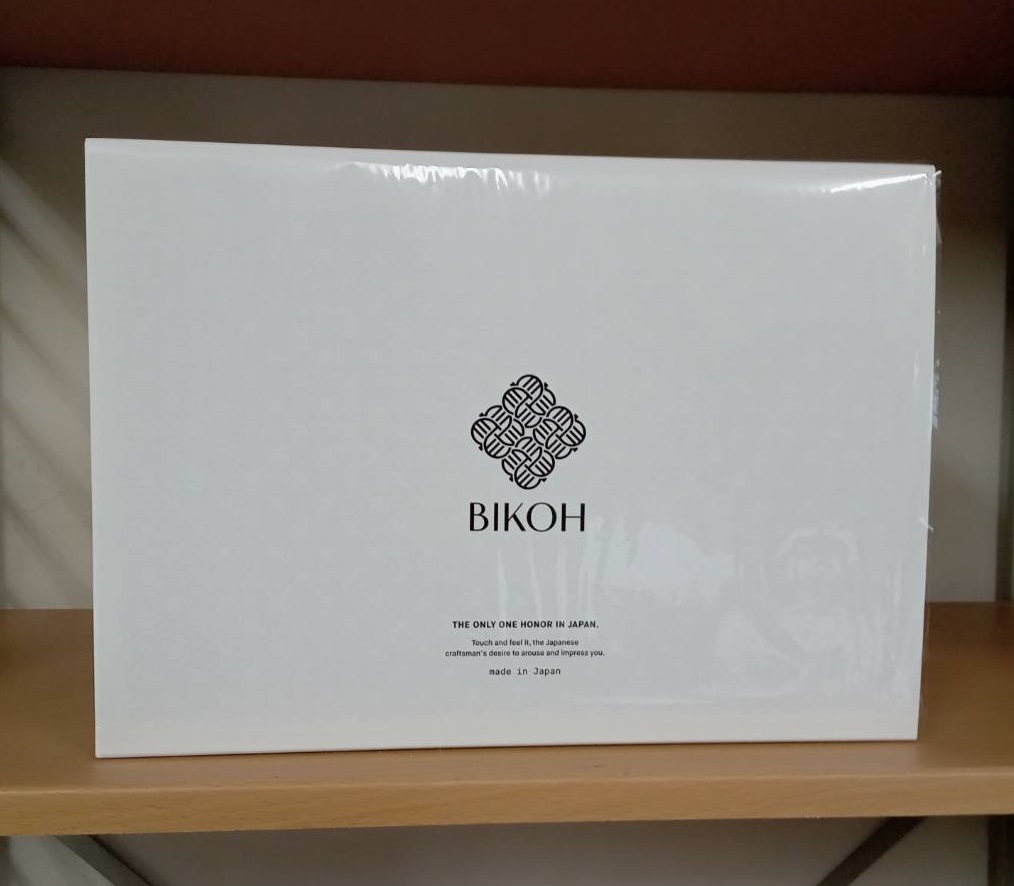 BIKOH
THE ONLY ONE HONOR IN JAPAN.
Touch and feel it, the Japanese
craftsman's desire to arouse and impress you.
made in Japan